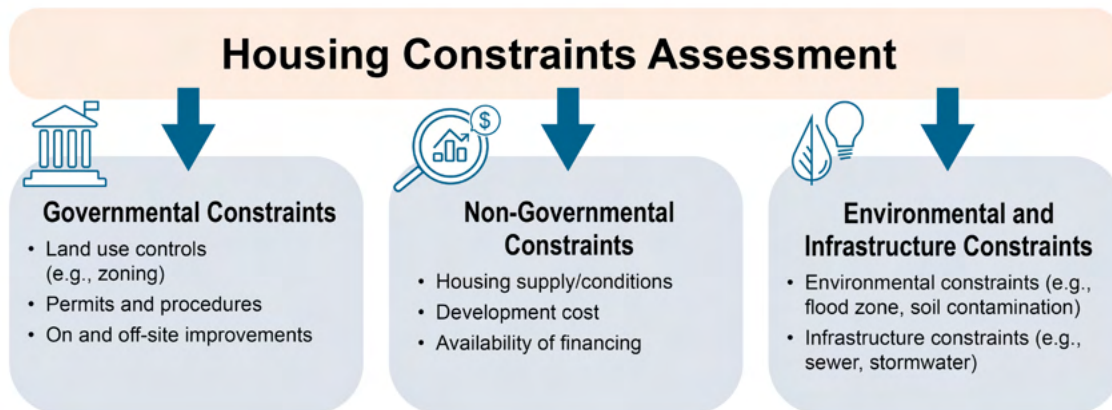 Housing Constraints Assessment
$
Governmental Constraints
• Land use controls
(e.g., zoning)
• Permits and procedures
• On and off-site improvements
Non-Governmental
Constraints
• Housing supply/conditions
• Development cost
• Availability of financing
Environmental and
Infrastructure Constraints
• Environmental constraints (e.g.,
flood zone, soil contamination)
• Infrastructure constraints (e.g.,
sewer, stormwater)